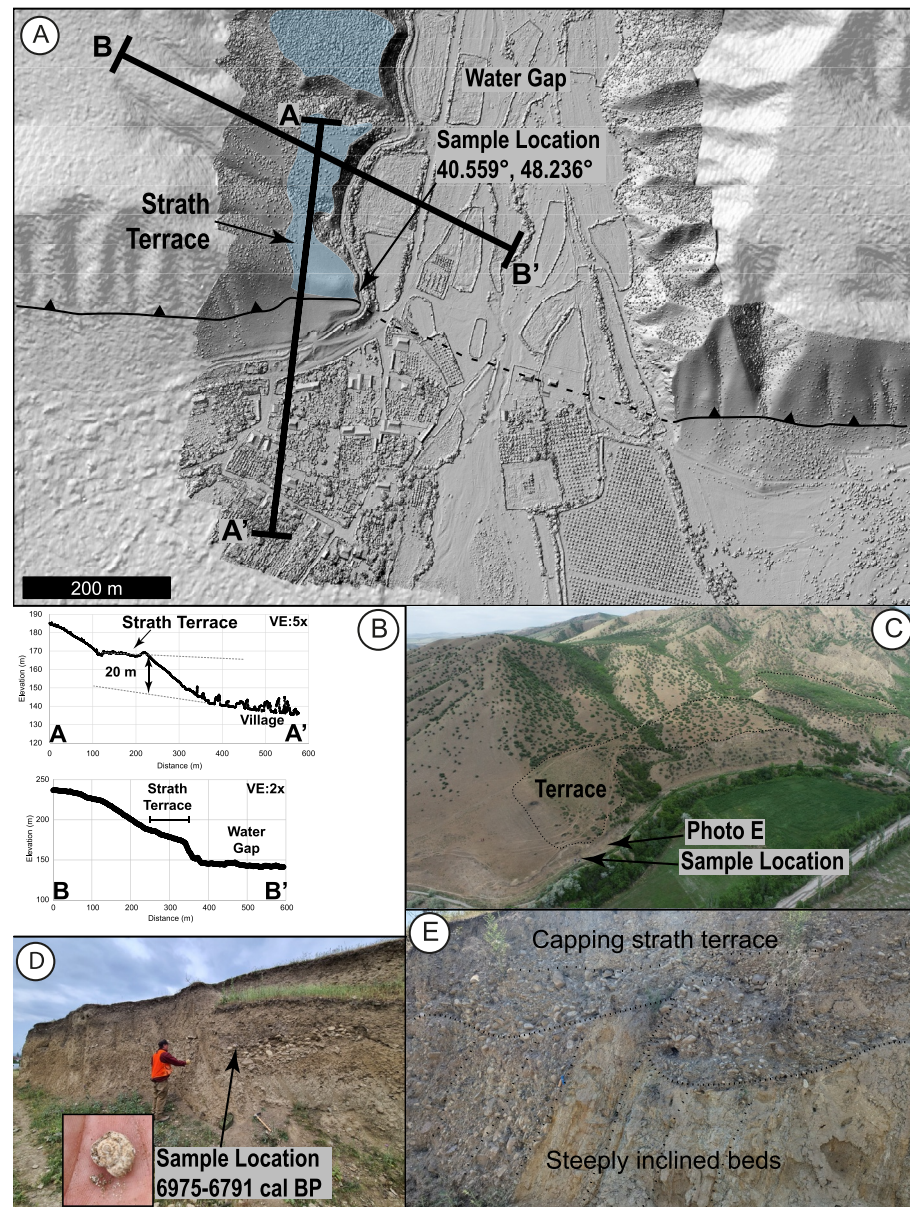 A
B
Water Gap
A
Sample Location
40.559°, 48.236°
Strath
Terrace
B'
A'
200 m
B
190
180
170
160
150
140
130
120
Elevation (m)
Strath Terrace
VE:5x
20 m
Village
A
A'
0 100 200 300 400 500 600
Distance (m)
250
200
150
100
Elevation (m)
Strath
Terrace
VE:2x
Water
Gap
B
B'
0 100 200 300 400 500 600
Distance (m)
C
Terrace
Photo E
Sample Location
D
Sample Location
6975-6791 cal BP
E
Capping strath terrace
Steeply inclined beds